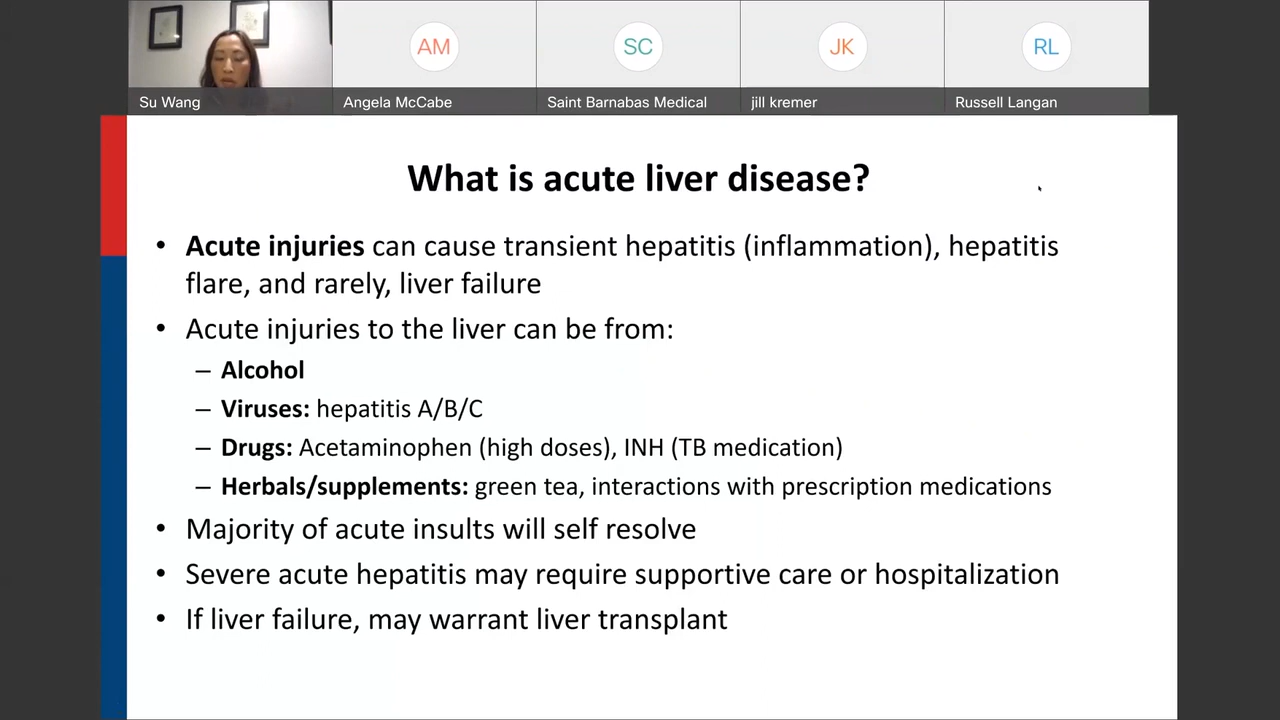 AM
SC
JK
RL
Su Wang
Angela McCabe
Saint Barnabas Medical
jill kremer
Russell Langan
What is acute liver disease?
• Acute injuries can cause transient hepatitis (inflammation), hepatitis
flare, and rarely, liver failure
• Acute injuries to the liver can be from:
– Alcohol
– Viruses: hepatitis A/B/C
– Drugs: Acetaminophen (high doses), INH (TB medication)
– Herbals/supplements: green tea, interactions with prescription medications
• Majority of acute insults will self resolve
• Severe acute hepatitis may require supportive care or hospitalization
• If liver failure, may warrant liver transplant